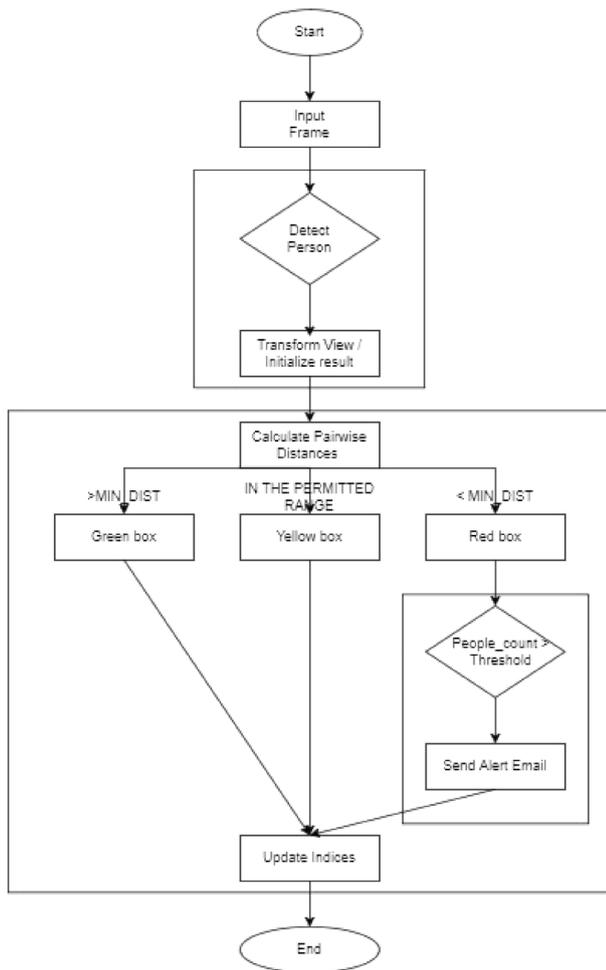 Start
Input
Frame
Detect
Person
Transform View /
Initialize result
Calculate Pairwise
Distances
>MIN_DIST
IN THE PERMITTED
RANGE
< MIN_DIST
Green box
Yellow box
Red box
People_count >
Threshold
Send Alert Email
Update Indices
End